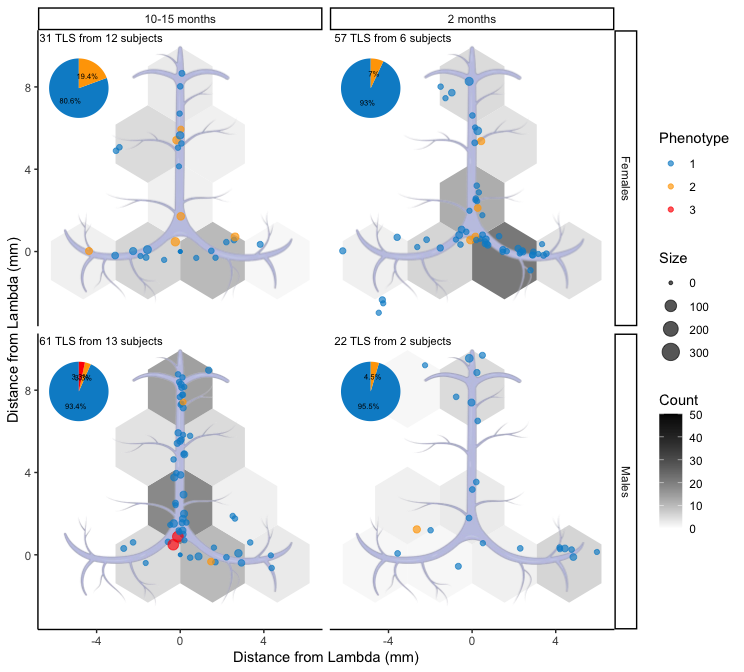 10-15 months
2 months
31 TLS from 12 subjects
57 TLS from 6 subjects
19.4%
80.6%
7%
93%
Females
61 TLS from 13 subjects
22 TLS from 2 subjects
93.4%
4.5%
95.5%
Males
8
4
0
8
4
0
-4
0
4
-4
0
4
Distance from Lambda (mm)
Distance from Lambda (mm)
Phenotype
1
2
3
Size
0
100
200
300
Count
50
40
30
20
10
0